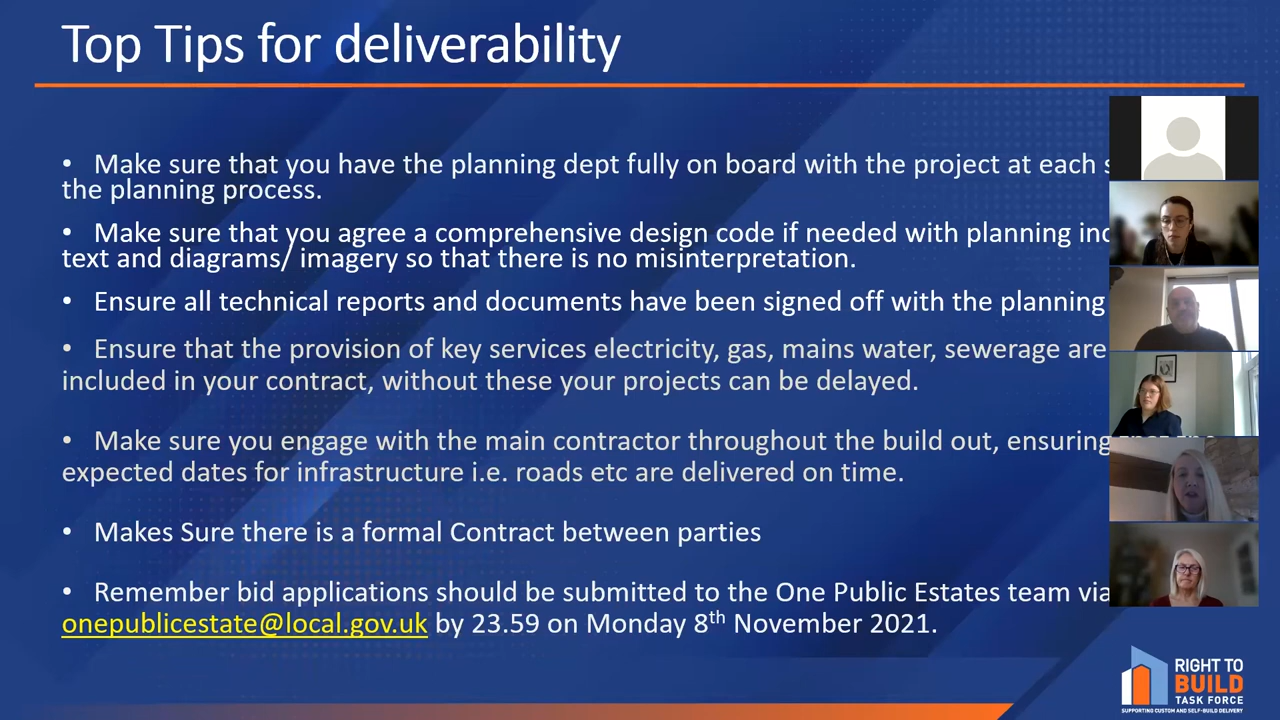 Top Tips for deliverability
• Make sure that you have the planning dept fully on board with the project at each
the planning process.
• Make sure that you agree a comprehensive design code if needed with planning
text and diagrams/ imagery so that there is no misinterpretation.
• Ensure all technical reports and documents have been signed off with the planning
• Ensure that the provision of key services electricity, gas, mains water, sewerage are
included in your contract, without these your projects can be delayed.
• Make sure you engage with the main contractor throughout the build out, ensuring
expected dates for infrastructure i.e. roads etc are delivered on time.
• Makes Sure there is a formal Contract between parties
• Remember bid applications should be submitted to the One Public Estates team via
onepublicestate@local.gov.uk by 23.59 on Monday 8th November 2021.
RIGHT TO
BUILD
TASK FORCE
SUPPORTING CUSTOM AND SELF-BUILD DELIVERY